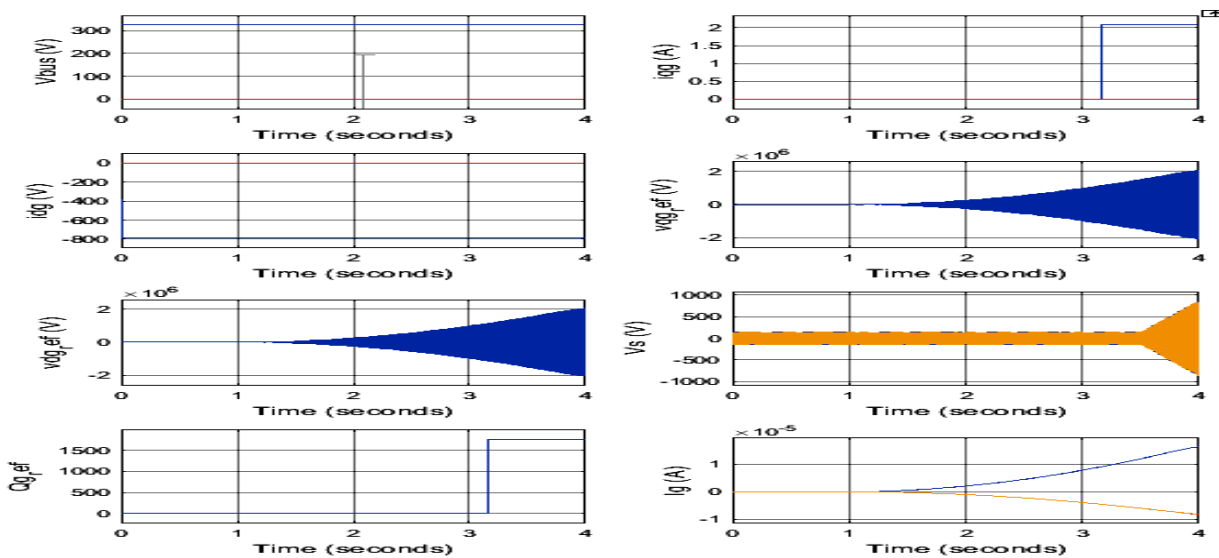 Vbus (V)
300
200
100
0
0 1 2 3 4
Time (seconds)
iqg (A)
2
1.5
1
0.5
0
0 1 2 3 4
Time (seconds)
idg (V)
0
-200
-400
-600
-800
0 1 2 3 4
Time (seconds)
vqg_ref (V)
× 10^6
2
0
-2
0 1 2 3 4
Time (seconds)
vdg_ref (V)
× 10^6
2
0
-2
0 1 2 3 4
Time (seconds)
Vs (V)
1000
500
0
-500
-1000
0 1 2 3 4
Time (seconds)
Qg_ref
1500
1000
500
0
0 1 2 3 4
Time (seconds)
Ig (A)
× 10^-5
1
0
-1
0 1 2 3 4
Time (seconds)